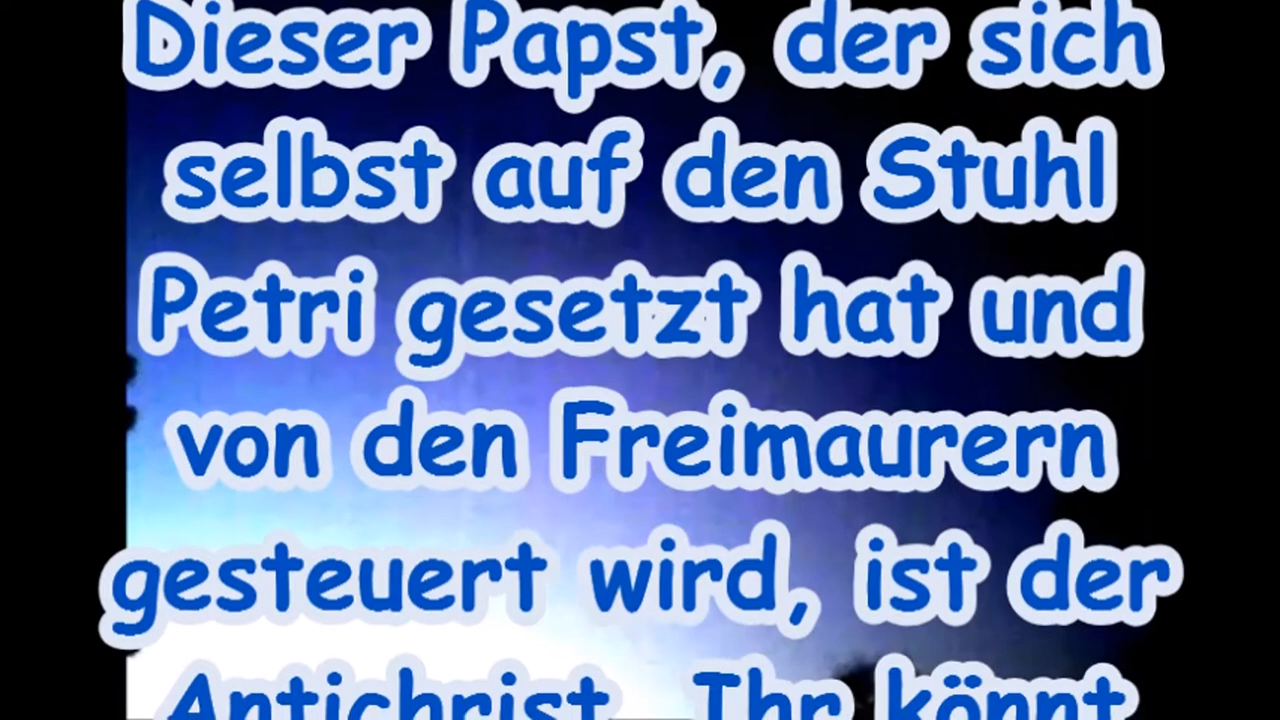 Dieser Papst, der sich
selbst auf den Stuhl
Petri gesetzt hat und
von den Freimaurern
gesteuert wird, ist der
Antichrist. Ihr könnt